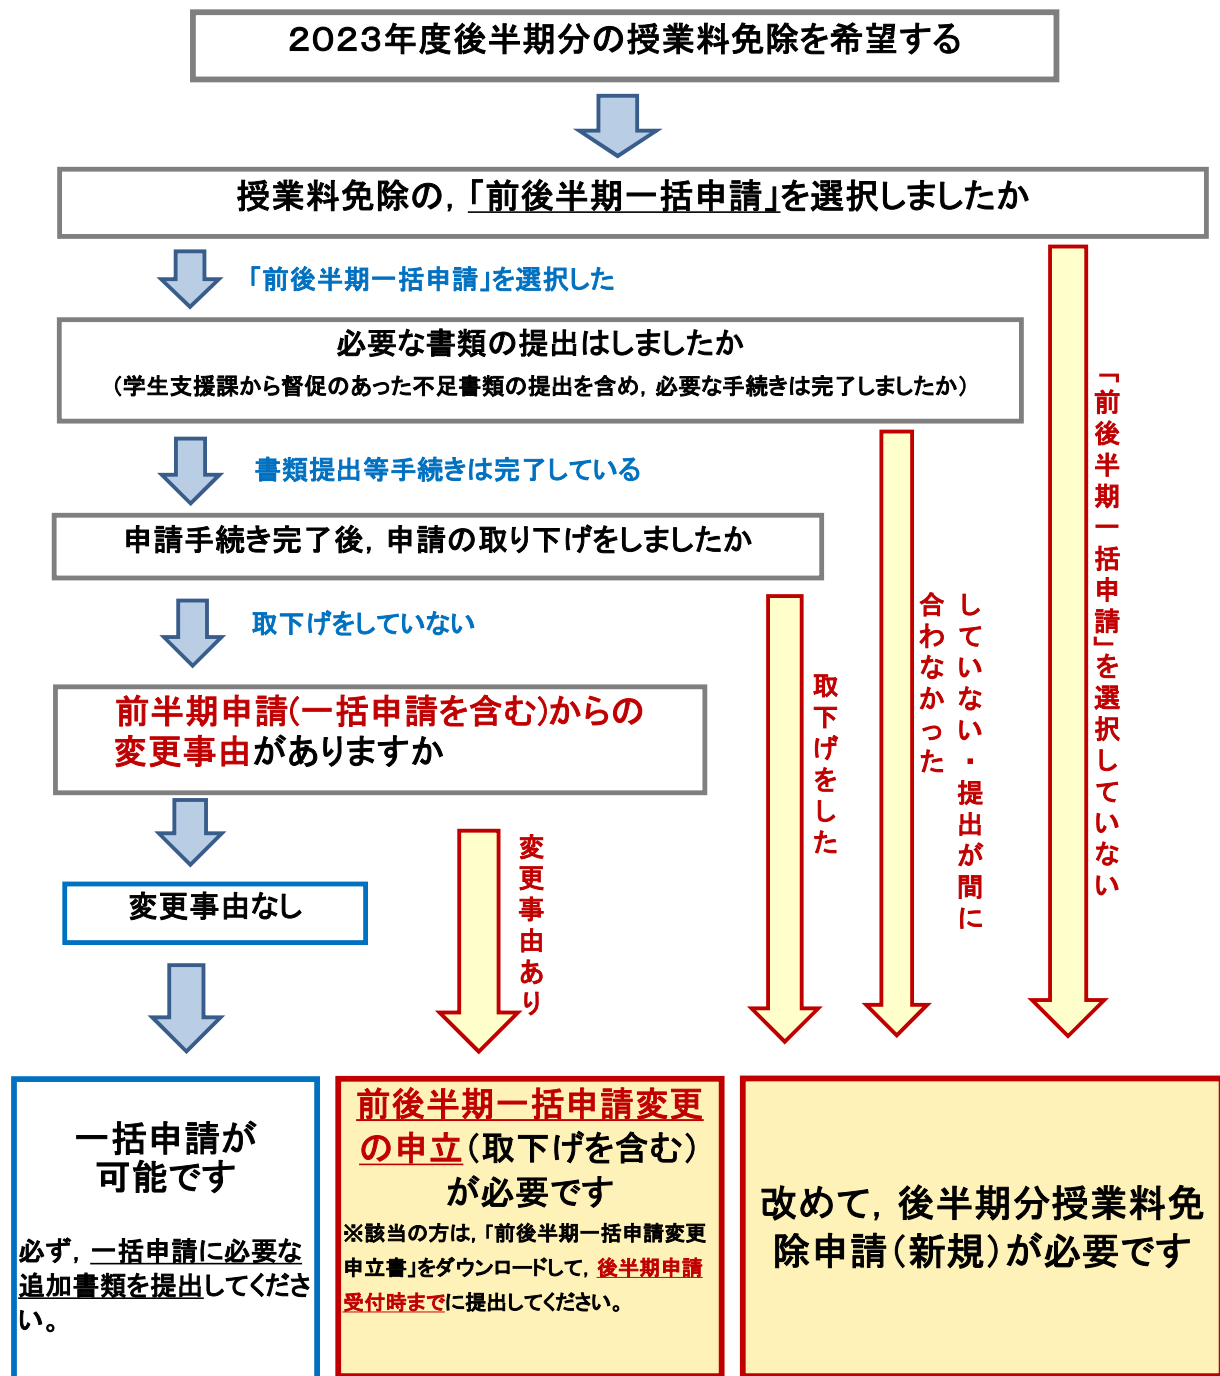 2023年度後半期分の授業料免除を希望する
授業料免除の，「前後半期一括申請」を選択しましたか
「前後半期一括申請」を選択した
必要な書類の提出はしましたか
（学生支援課から督促のあった不足書類の提出を含め，必要な手続きは完了しましたか）
書類提出等手続きは完了している
申請手続き完了後，申請の取り下げをしましたか
取下げをしていない
前半期申請(一括申請を含む)からの
変更事由がありますか
変更事由なし
変更事由あり
取下げをした
していない・提出が間に
合わなかった
「前後半期一括申請」を選択していない
一括申請が
可能です
必ず，一括申請に必要な
追加書類を提出してくださ
い。
前後半期一括申請変更
の申立（取下げを含む）
が必要です
※該当の方は，「前後半期一括申請変更
申立書」をダウンロードして，後半期申請
受付時までに提出してください。
改めて，後半期分授業料免
除申請（新規）が必要です